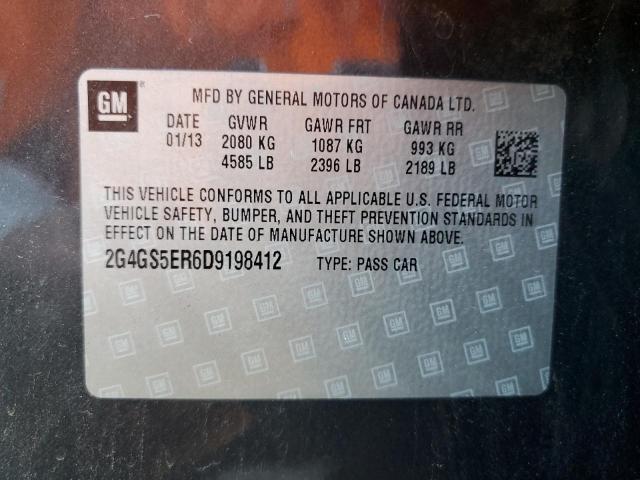 GM
MFD BY GENERAL MOTORS OF CANADA LTD.
DATE GVWR GAWR FRT GAWR RR
01/13 2080 KG 1087 KG 993 KG
4585 LB 2396 LB 2189 LB
THIS VEHICLE CONFORMS TO ALL APPLICABLE U.S. FEDERAL MOTOR
VEHICLE SAFETY, BUMPER, AND THEFT PREVENTION STANDARDS IN
EFFECT ON THE DATE OF MANUFACTURE SHOWN ABOVE.
2G4GS5ER6D9198412 TYPE: PASS CAR